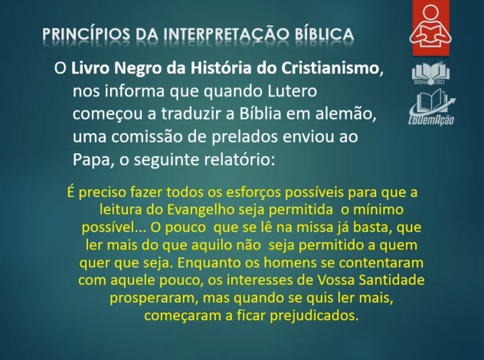 PRINCÍPIOS DA INTERPRETAÇÃO BÍBLICA
O Livro Negro da História do Cristianismo,
nos informa que quando Lutero
começou a traduzir a Bíblia em alemão,
uma comissão de prelados enviou ao
Papa, o seguinte relatório:
É preciso fazer todos os esforços possíveis para que a
leitura do Evangelho seja permitida o mínimo
possível... O pouco que se lê na missa já basta, que
ler mais do que aquilo não seja permitido a quem
quer que seja. Enquanto os homens se contentaram
com aquele pouco, os interesses de Vossa Santidade
prosperaram, mas quando se quis ler mais,
começaram a ficar prejudicados.
EBDemAção